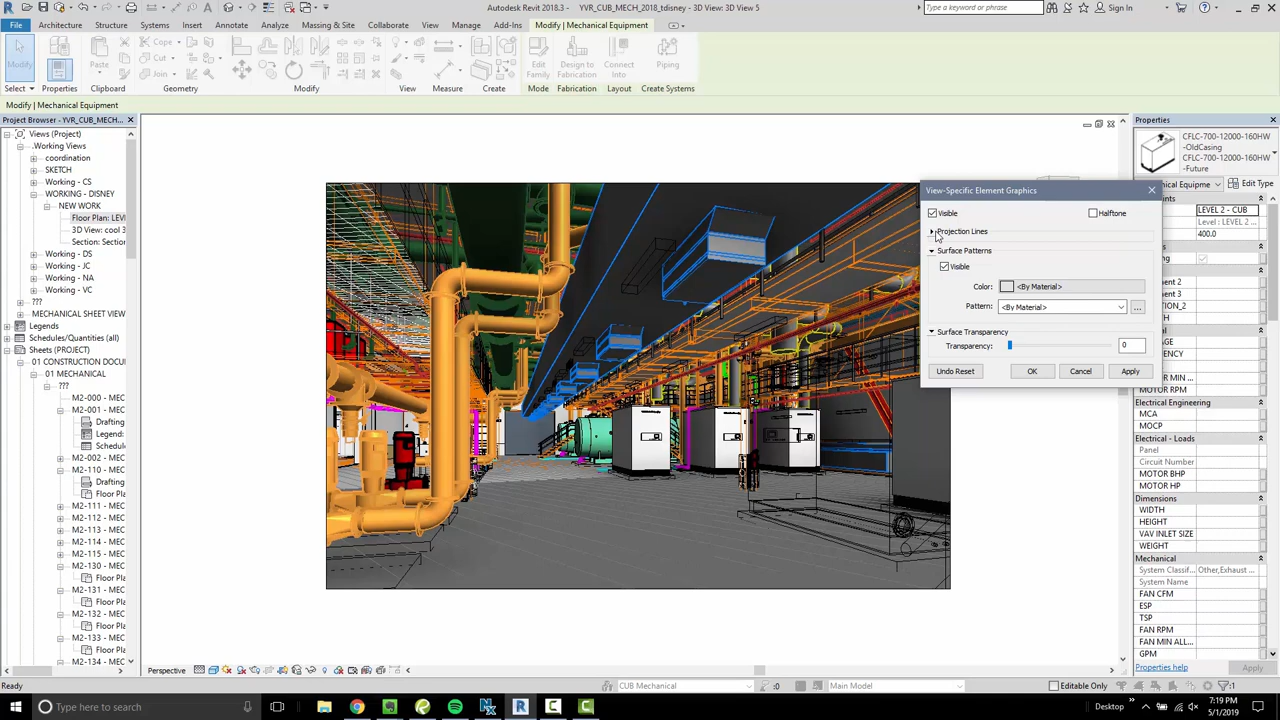 Autodesk Revit 2018.3 -
YVR_CUB_MECH_2018_tdisney - 3D View: 3D View 5
Type a keyword or phrase
Sign In
File
Architecture
Structure
Systems
Insert
Annotate
Analyze
Massing & Site
Collaborate
View
Manage
Add-Ins
Modify | Mechanical Equipment
Modify
Paste
Cope
Cut
Join
Edit
Family
Design to
Fabrication
Connect
Into
Piping
Select
Properties
Clipboard
Geometry
Modify
View
Measure
Create
Mode
Fabrication
Layout
Create Systems
Modify | Mechanical Equipment
Project Browser - YVR_CUB_MECH...
Views (Project)
.Working Views
coordination
SKETCH
Working - CS
WORKING - DISNEY
NEW WORK
Floor Plan: LEVE
3D View: cool 3
Section: Section
Working - DS
Working - JC
Working - NA
Working - VC
???
MECHANICAL SHEET VIEW
Legends
Schedules/Quantities (all)
Sheets (PROJECT)
01 CONSTRUCTION DOCUM
01 MECHANICAL
???
M2-000 - MEC
M2-001 - MEC
Drafting
Legend:
Schedul
M2-002 - MEC
M2-110 - MEC
Drafting
Floor Pla
M2-111 - MEC
M2-112 - MEC
M2-113 - MEC
M2-114 - MEC
M2-115 - MEC
M2-130 - MEC
Floor Pla
M2-131 - MEC
Floor Pla
M2-132 - MEC
Floor Pla
M2-133 - MEC
Floor Pla
M2-134 - MEC
View-Specific Element Graphics
Visible
Halftone
Projection Lines
Surface Patterns
Visible
Color:
<By Material>
Pattern:
<By Material>
...
Surface Transparency
Transparency:
0
Undo Reset
OK
Cancel
Apply
Properties
CFLC-700-12000-160HW
-OldCasing
CFLC-700-12000-160HW
-Future
Edit Type
LEVEL 2 - CUB
Level : LEVEL 2 - ...
400.0
MOTOR RPM
Electrical Engineering
MCA
MOCP
Electrical - Loads
Panel
Circuit Number
MOTOR BHP
MOTOR HP
Dimensions
WIDTH
HEIGHT
VAV INLET SIZE
WEIGHT
Mechanical
System Classif...
Other,Exhaust ...
System Name
FAN CFM
ESP
TSP
FAN RPM
FAN MIN ALL...
GPM
Properties help
Apply
Perspective
Ready
CUB Mechanical
:0
Main Model
Editable Only
:1
Type here to search
Desktop
7:19 PM
5/1/2019